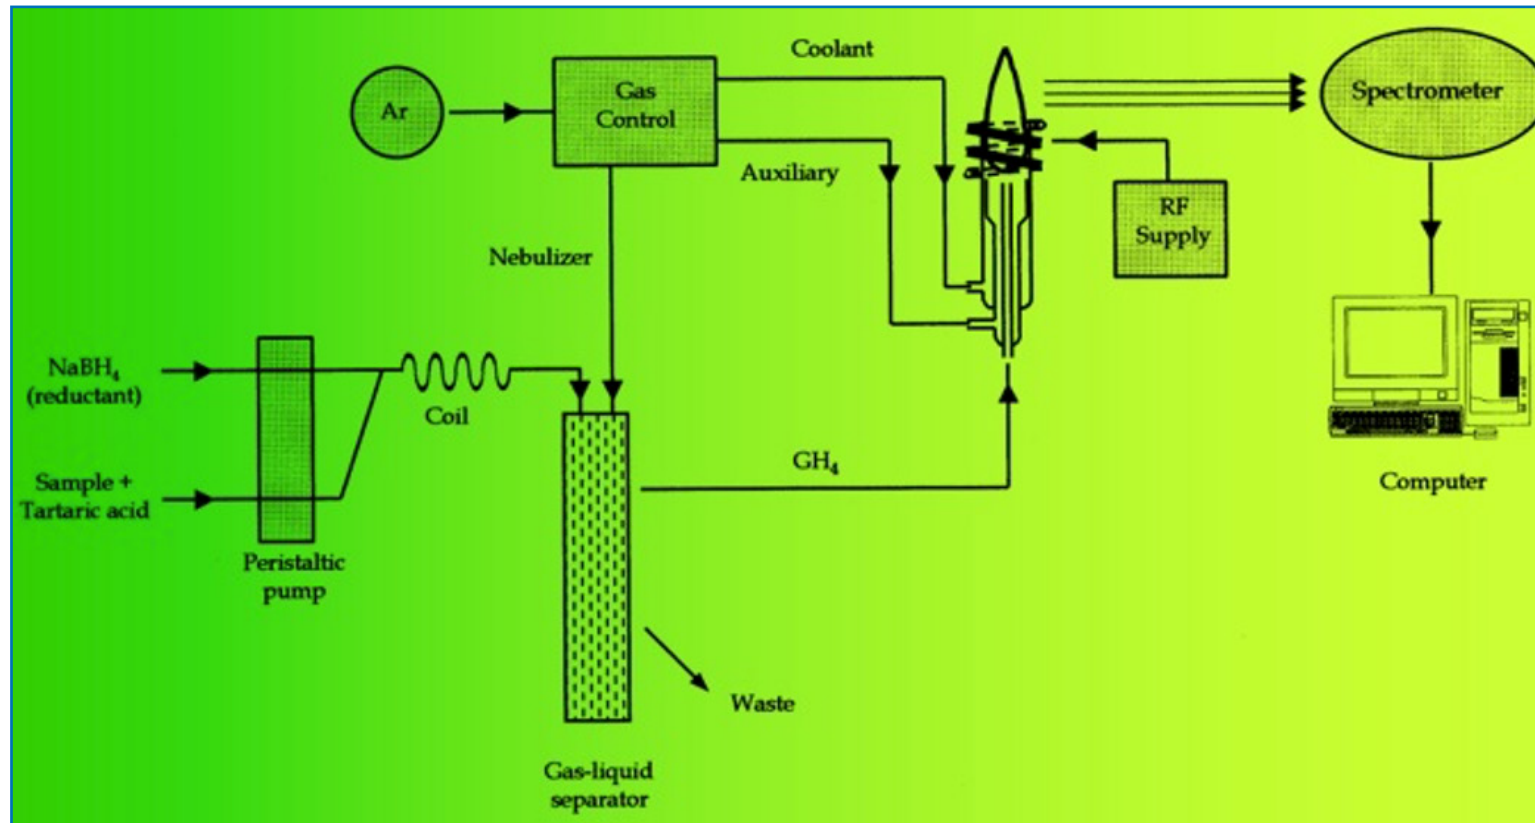 Coolant
Ar
Gas
Control
Spectrometer
Auxiliary
RF
Supply
Nebulizer
NaBH₄
(reductant)
Coil
Sample +
Tartaric acid
GH₄
Computer
Peristaltic
pump
Waste
Gas-liquid
separator